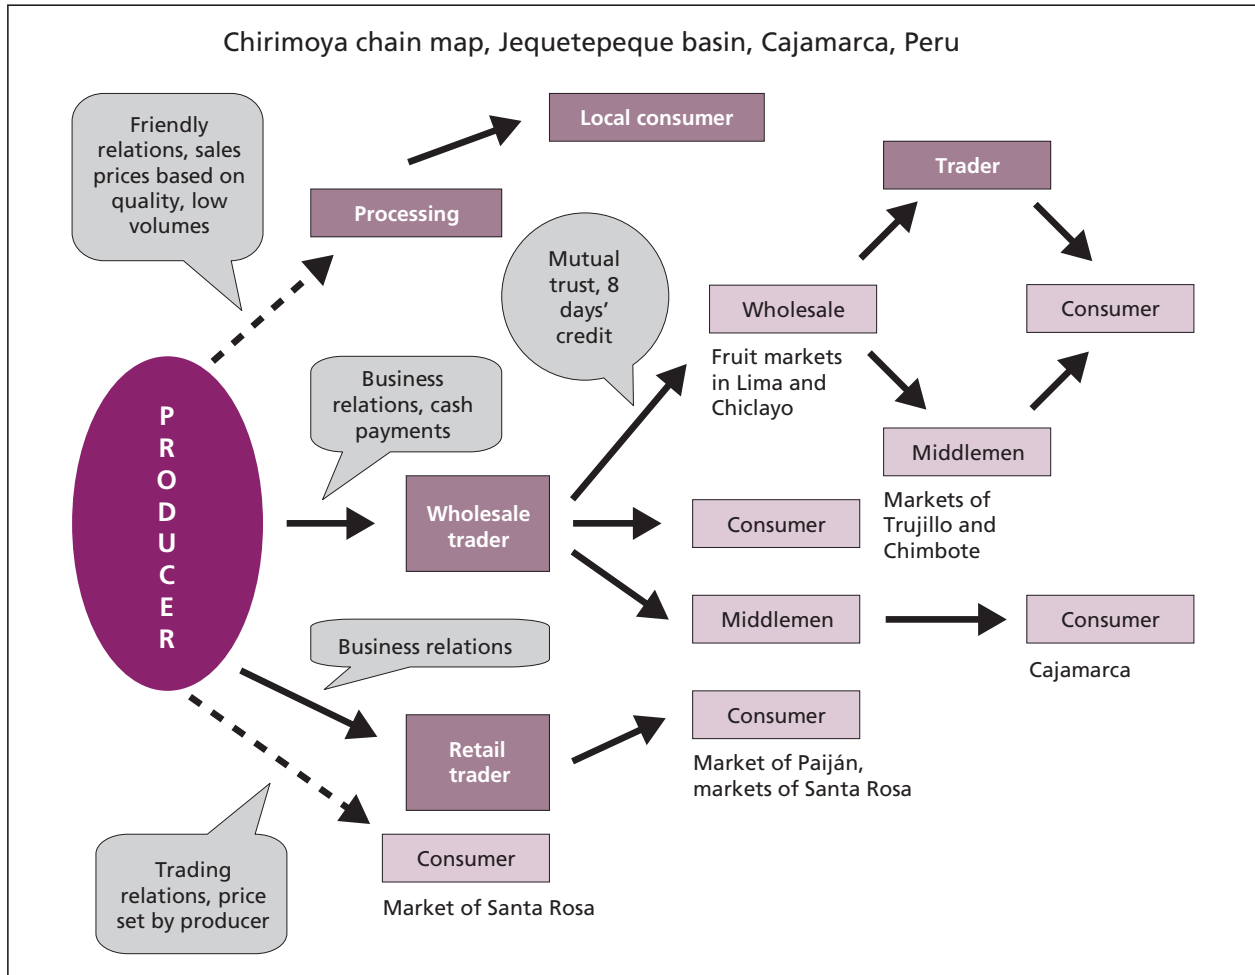 Chirimoya chain map, Jequetepeque basin, Cajamarca, Peru
Friendly
relations, sales
prices based on
quality, low
volumes
Local consumer
Processing
Trader
Mutual
trust, 8
days’
credit
Wholesale
Fruit markets
in Lima and
Chiclayo
Consumer
Business
relations, cash
payments
PRODUCER
Middlemen
Markets of
Trujillo and
Chimbote
Wholesale
trader
Consumer
Middlemen
Consumer
Cajamarca
Business relations
Retail
trader
Consumer
Market of Paiján,
markets of Santa Rosa
Consumer
Market of Santa Rosa
Trading
relations, price
set by producer